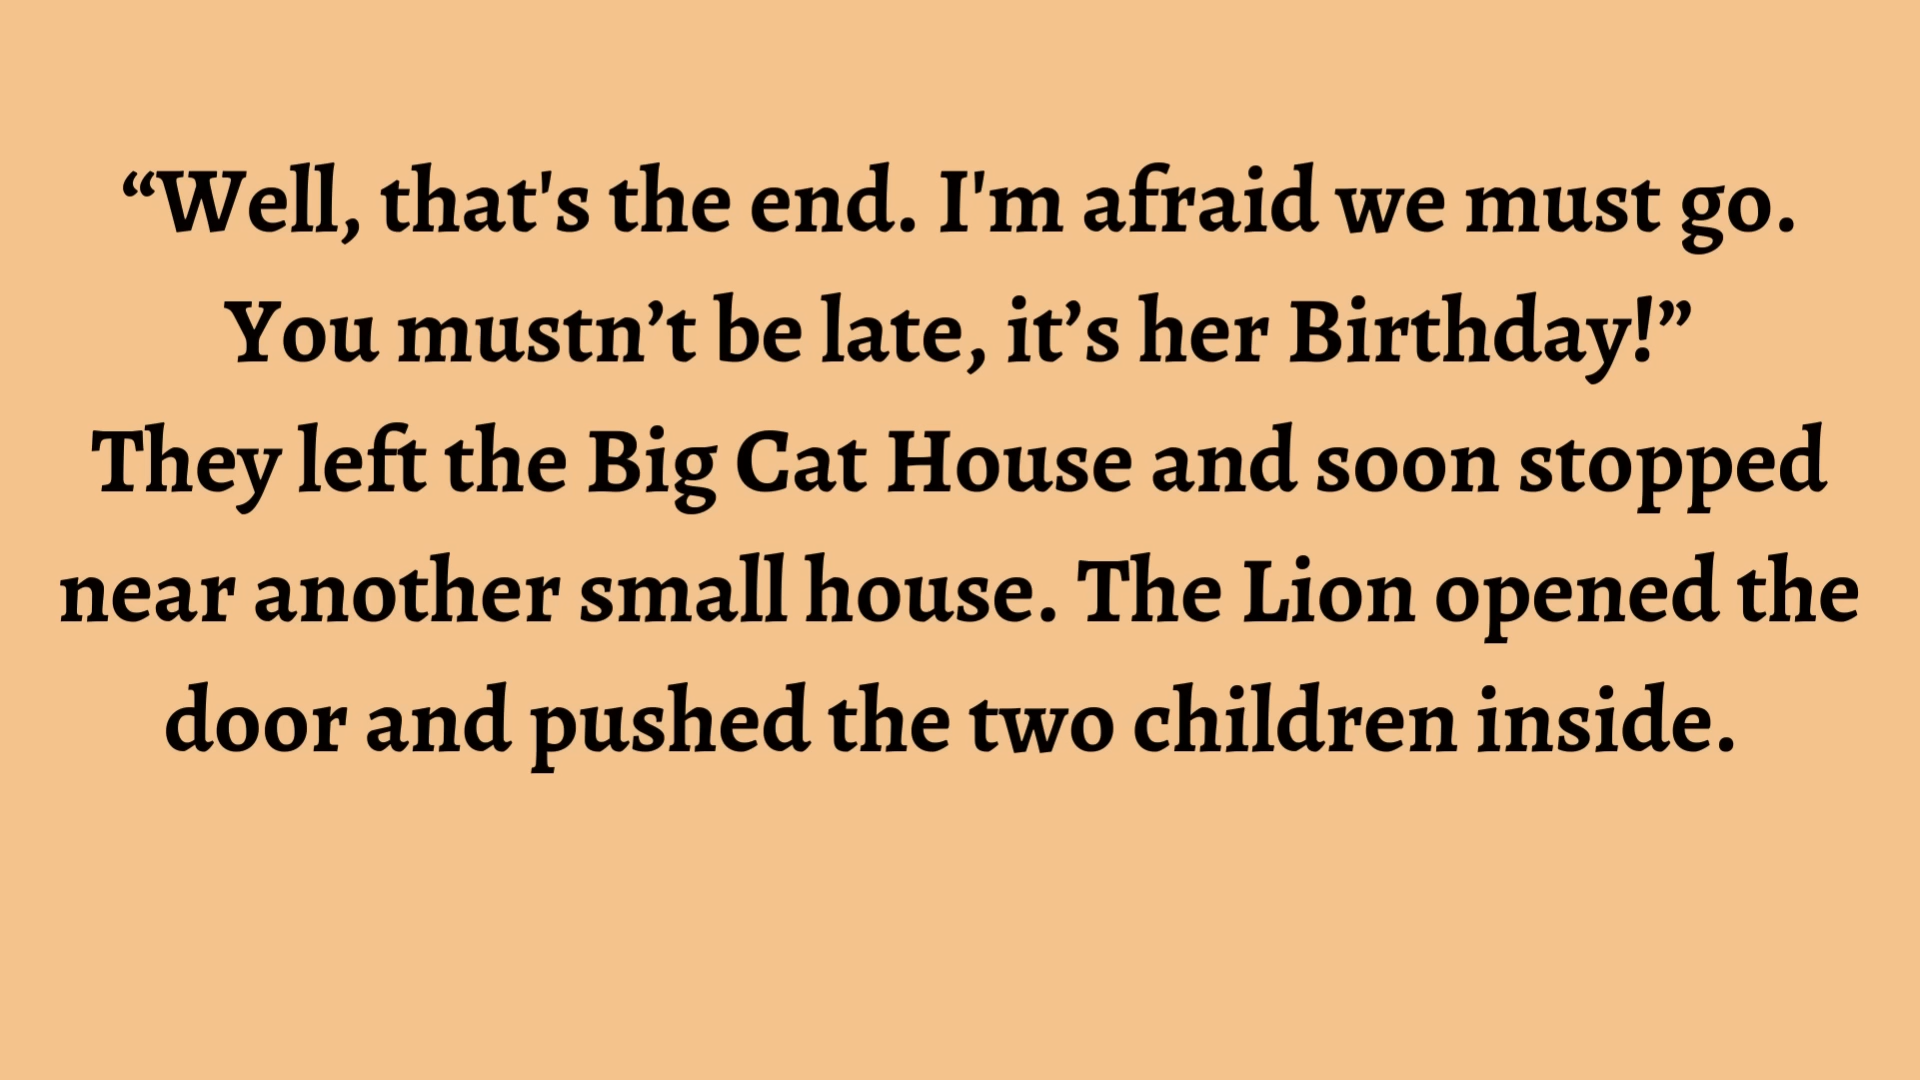 “Well, that's the end. I'm afraid we must go.
You mustn’t be late, it’s her Birthday!”
They left the Big Cat House and soon stopped
near another small house. The Lion opened the
door and pushed the two children inside.